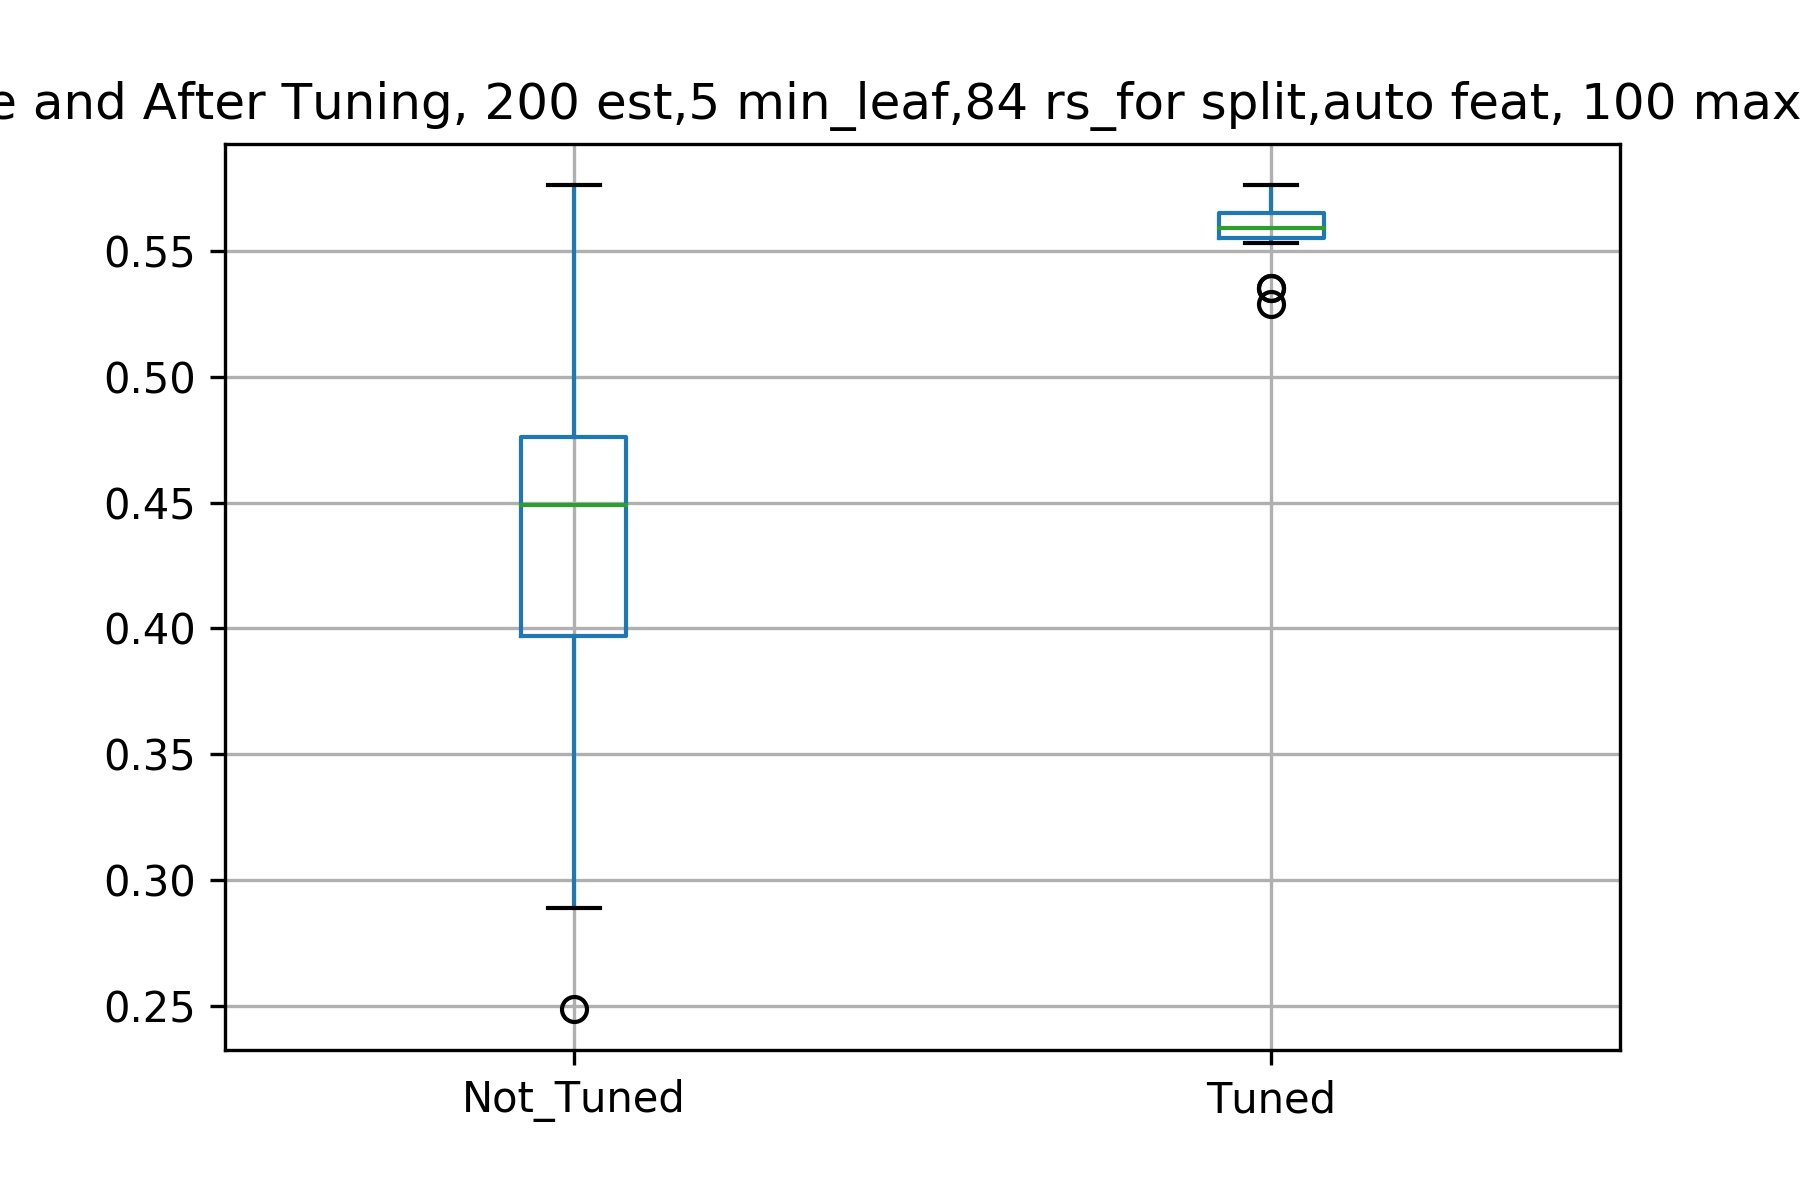 e and After Tuning, 200 est,5 min_leaf,84 rs_for split,auto feat, 100 max
0.55
0.50
0.45
0.40
0.35
0.30
0.25
Not_Tuned
Tuned